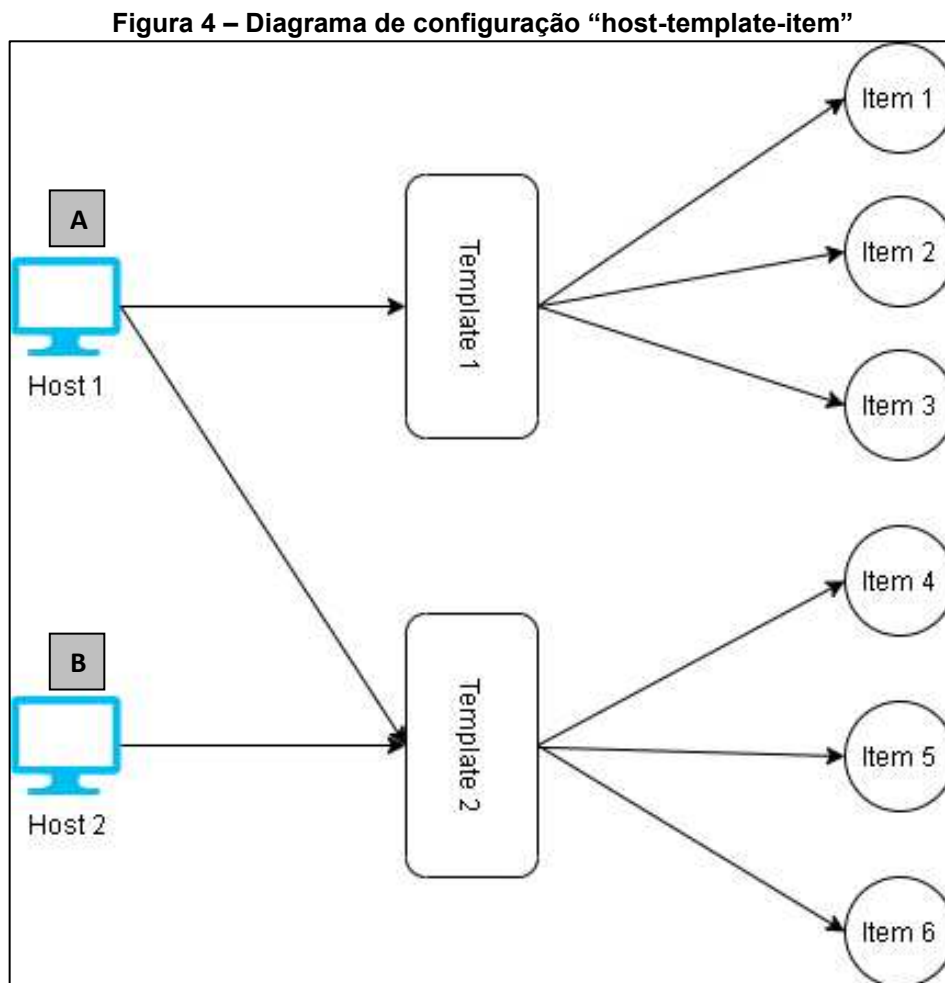 Figura 4 – Diagrama de configuração “host-template-item”
Item 1
A
Template 1
Item 2
Host 1
Item 3
Item 4
B
Template 2
Item 5
Host 2
Item 6